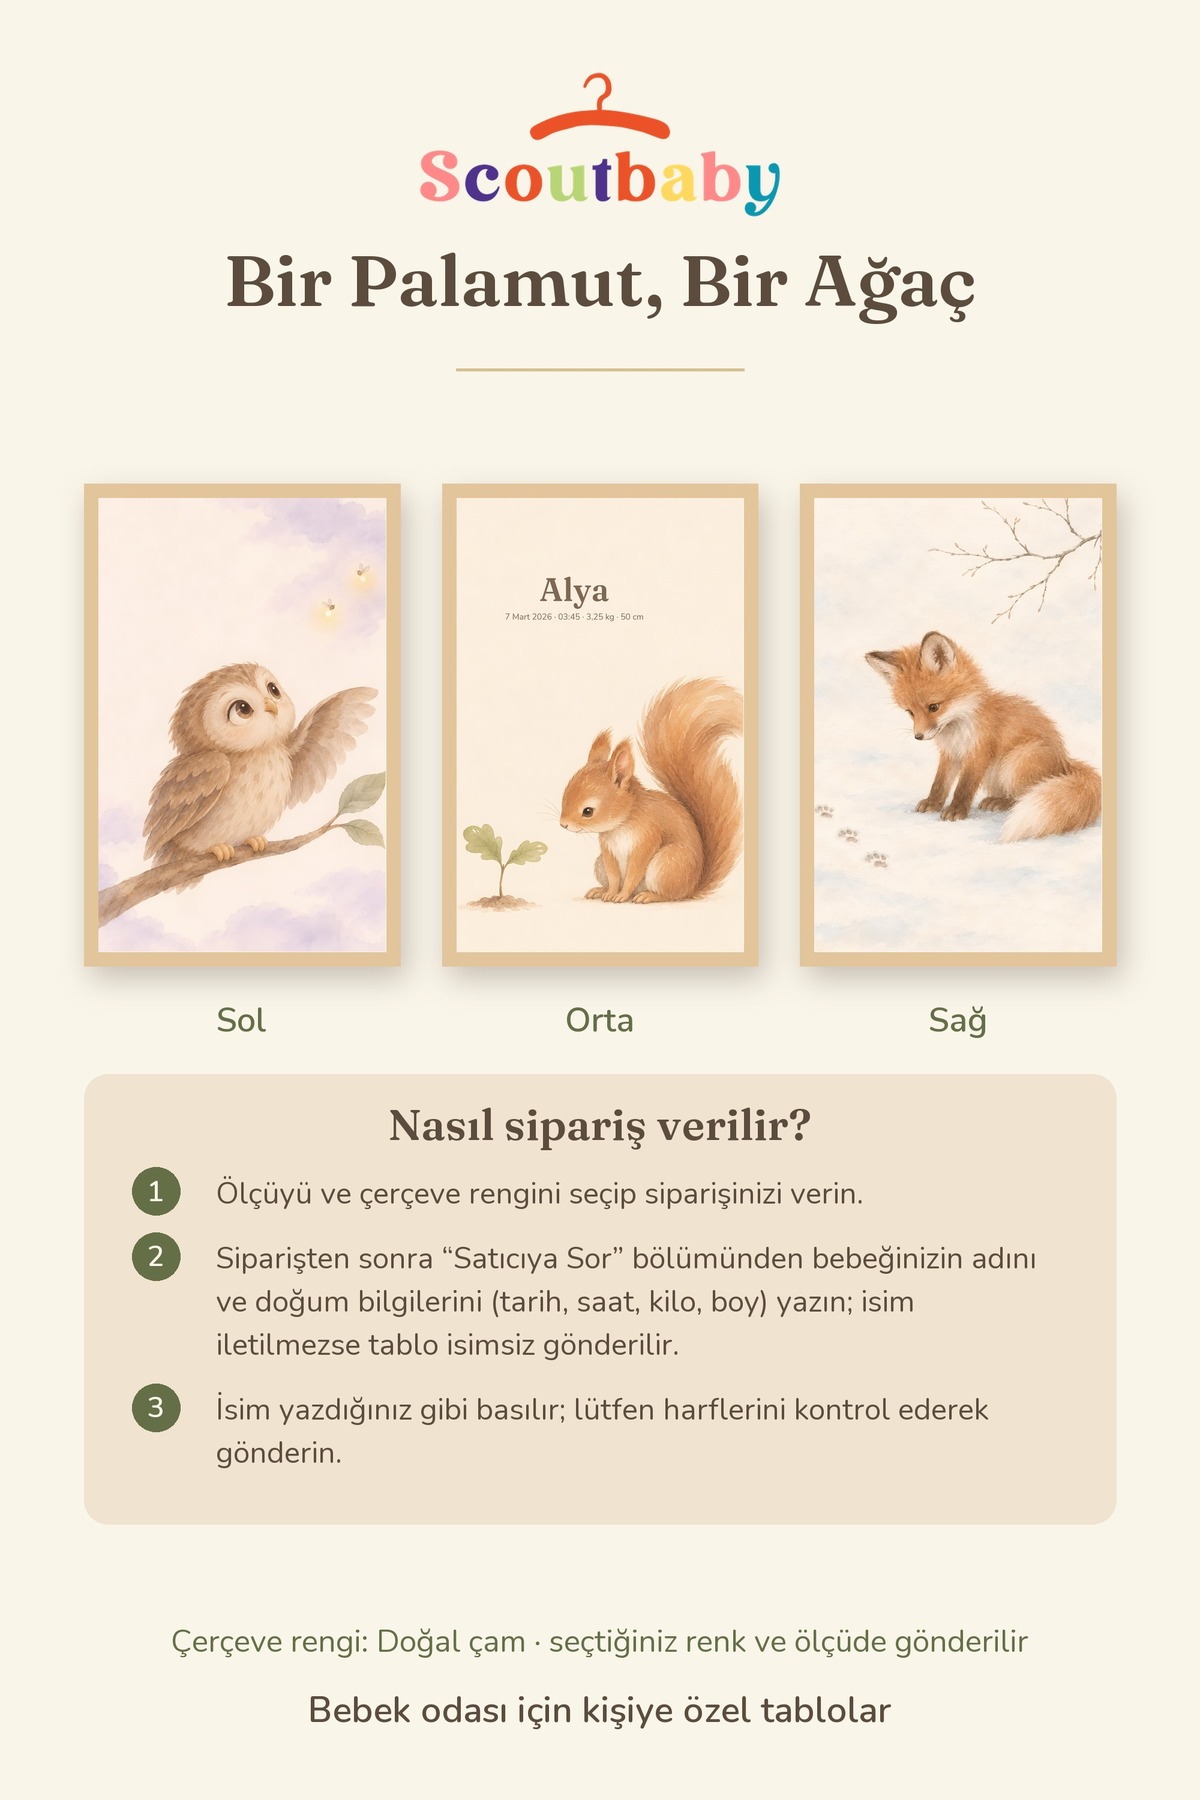 Scoutbaby
Bir Palamut, Bir Ağaç
Alya
7 Mart 2026 · 03:45 · 3,25 kg · 50 cm
Sol
Orta
Sağ
Nasıl sipariş verilir?
1 Ölçüyü ve çerçeve rengini seçip siparişinizi verin.
2 Siparişten sonra “Satıcıya Sor” bölümünden bebeğinizin adını
ve doğum bilgilerini (tarih, saat, kilo, boy) yazın; isim
iletilmezse tablo isimsiz gönderilir.
3 İsim yazdığınız gibi basılır; lütfen harflerini kontrol ederek
gönderin.
Çerçeve rengi: Doğal çam · seçtiğiniz renk ve ölçüde gönderilir
Bebek odası için kişiye özel tablolar